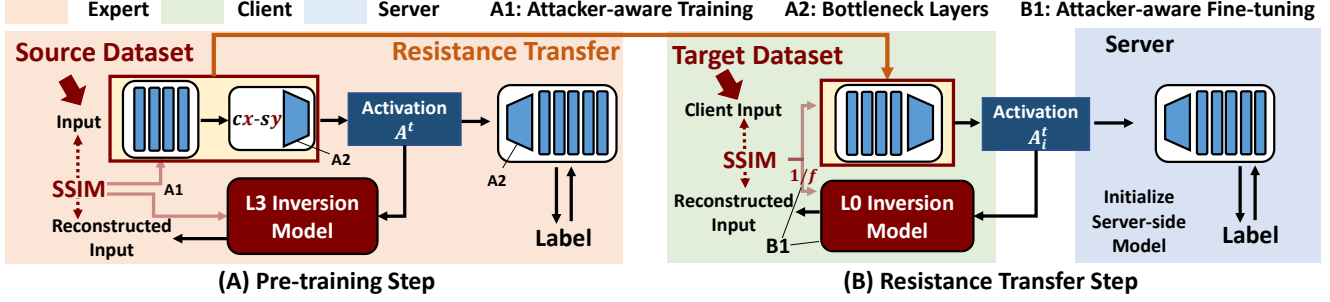 Expert Client Server A1: Attacker-aware Training A2: Bottleneck Layers B1: Attacker-aware Fine-tuning
Source Dataset
Resistance Transfer
Input
cx-sy
A2
Activation
A^t
A2
SSIM
A1
L3 Inversion
Model
Reconstructed
Input
Label
(A) Pre-training Step
Target Dataset
Server
Client Input
Activation
A_i^t
SSIM
1/f
Reconstructed
Input
L0 Inversion
Model
B1
Initialize
Server-side
Model
Label
(B) Resistance Transfer Step